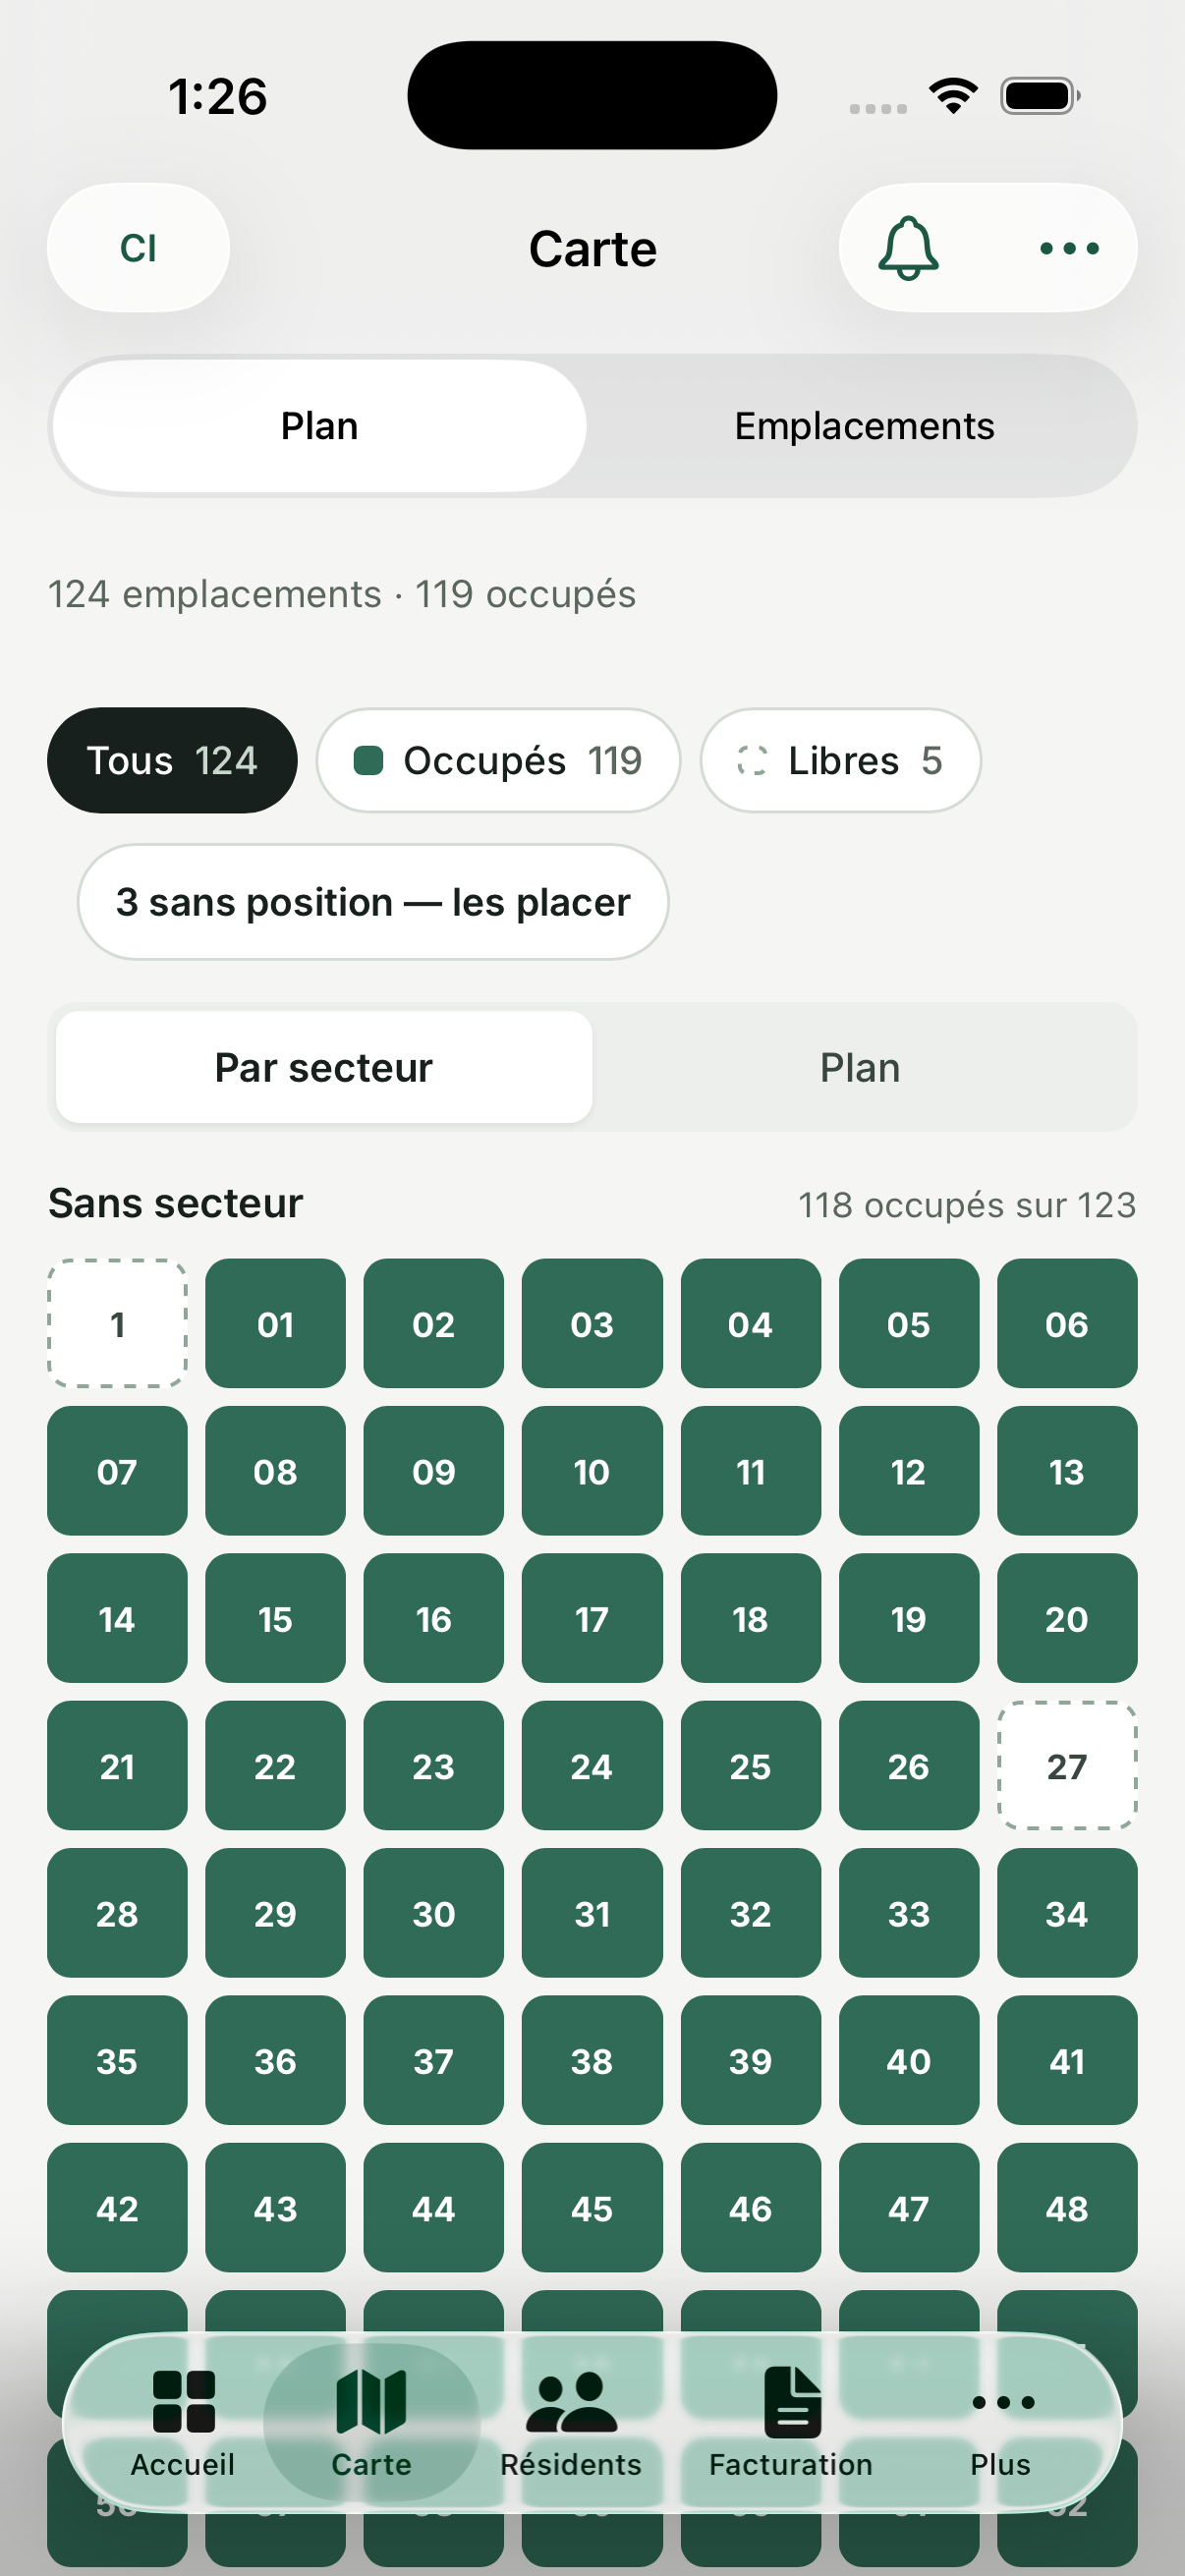 1:26
CI
Carte
Plan
Emplacements
124 emplacements · 119 occupés
Tous 124
Occupés 119
Libres 5
3 sans position — les placer
Par secteur
Plan
Sans secteur
118 occupés sur 123
1 01 02 03 04 05 06
07 08 09 10 11 12 13
14 15 16 17 18 19 20
21 22 23 24 25 26 27
28 29 30 31 32 33 34
35 36 37 38 39 40 41
42 43 44 45 46 47 48
Accueil
Carte
Résidents
Facturation
Plus